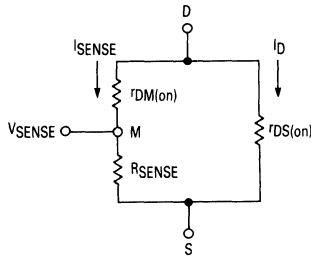 D
ISENSE
ID
rDM(on)
VSENSE
M
rDS(on)
RSENSE
S